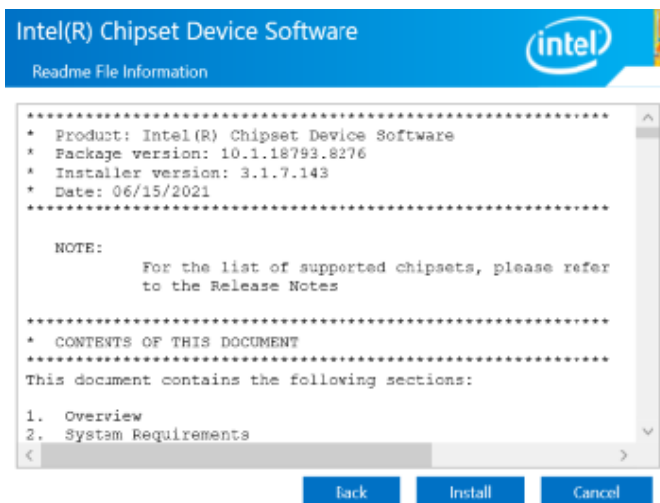 Intel(R) Chipset Device Software
intel
Readme File Information
************************************************************
* Product: Intel(R) Chipset Device Software
* Package version: 10.1.18793.8276
* Installer version: 3.1.7.143
* Date: 06/15/2021
************************************************************
NOTE:
For the list of supported chipsets, please refer
to the Release Notes
************************************************************
* CONTENTS OF THIS DOCUMENT
************************************************************
This document contains the following sections:
1. Overview
2. System Requirements
Back Install Cancel